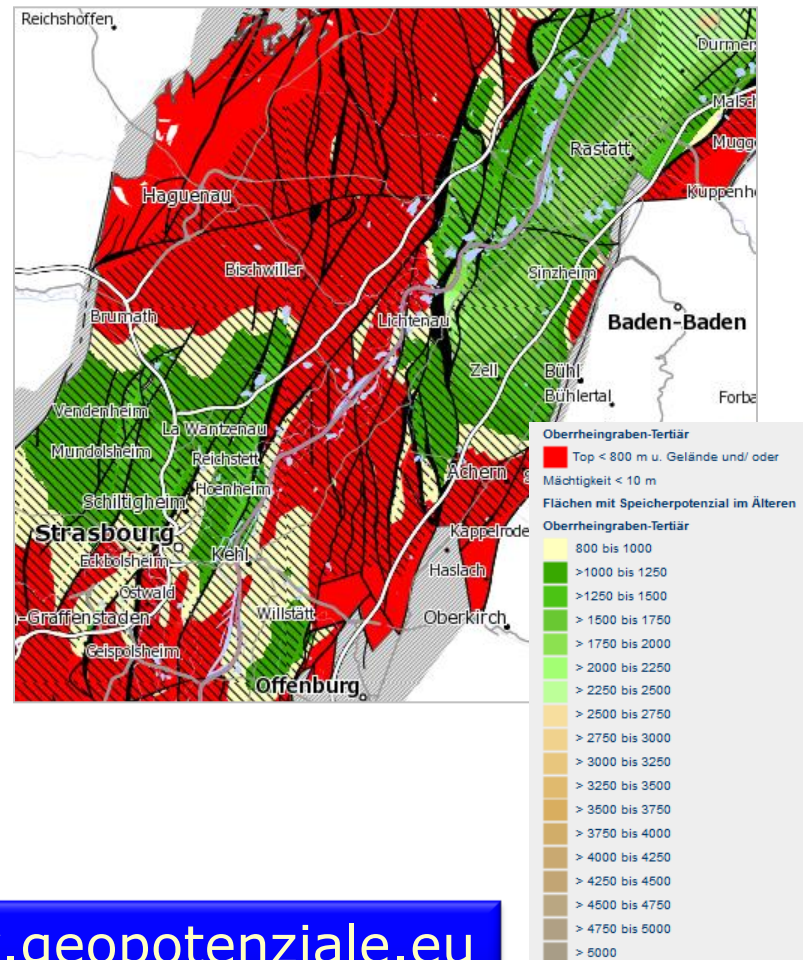 Reichshoffen
Rastatt
Haguenau
Bischwiller
Sinzheim
Brumath
Lichtenau
Baden-Baden
Zell
Bühl
Bühlertal
Vendenheim
La Wantzenau
Mundolsheim
Reichstett
Hoenheim
Achern
Schiltigheim
Strasbourg
Kappelrode
Eckbolsheim
Kehl
Haslach
Ostwald
Willstätt
Oberkirch
-Graffenstaden
Geispolsheim
Offenburg
Durmer
Malsch
Mugg
Kuppenh
Forba
Oberrheingraben-Tertiär
Top < 800 m u. Gelände und/ oder
Mächtigkeit < 10 m
Flächen mit Speicherpotenzial im Älteren
Oberrheingraben-Tertiär
800 bis 1000
>1000 bis 1250
>1250 bis 1500
> 1500 bis 1750
> 1750 bis 2000
> 2000 bis 2250
> 2250 bis 2500
> 2500 bis 2750
> 2750 bis 3000
> 3000 bis 3250
> 3250 bis 3500
> 3500 bis 3750
> 3750 bis 4000
> 4000 bis 4250
> 4250 bis 4500
> 4500 bis 4750
> 4750 bis 5000
> 5000
.geopotenziale.eu